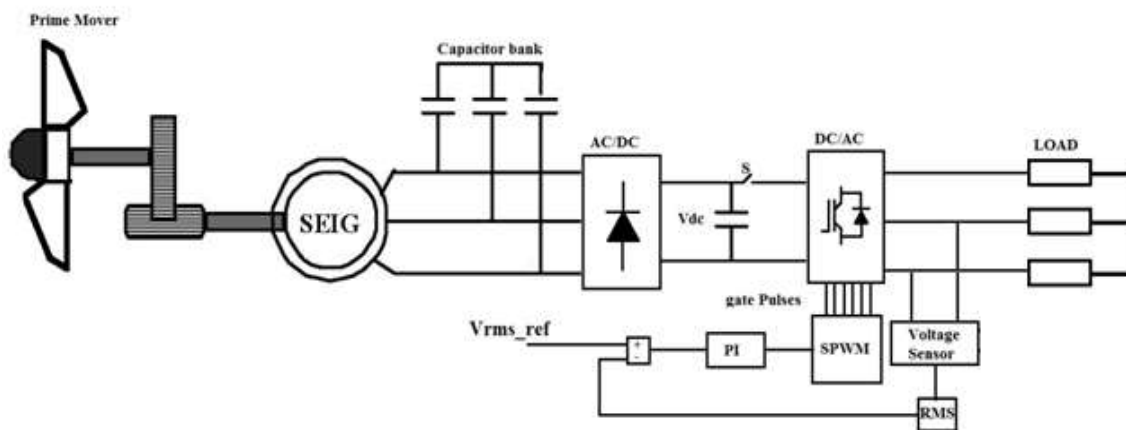 Prime Mover
Capacitor bank
AC/DC
DC/AC
LOAD
S
SEIG
Vdc
gate Pulses
Vrms_ref
+
-
PI
SPWM
Voltage
Sensor
RMS